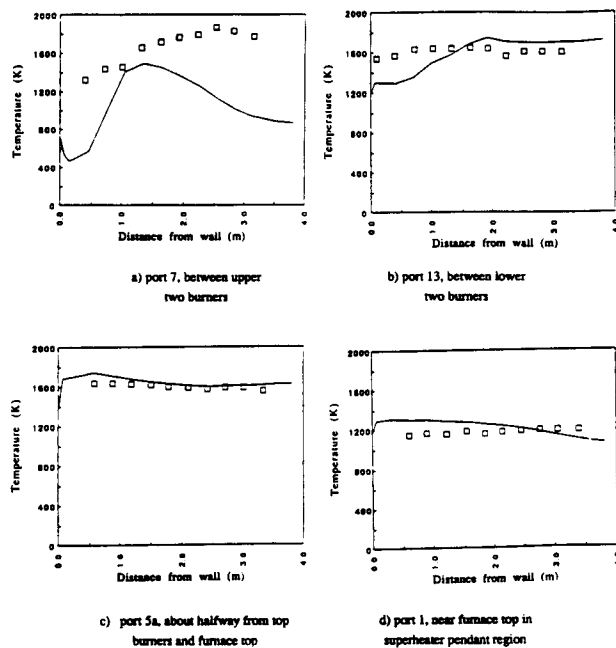 2000
1600
1200
800
400
0
Temperature (K)
0.0
1.0
2.0
3.0
4.0
Distance from wall (m)
a) port 7, between upper
two burners
2000
1600
1200
800
400
0
Temperature (K)
0.0
1.0
2.0
3.0
4.0
Distance from wall (m)
b) port 13, between lower
two burners
2000
1600
1200
800
400
0
Temperature (K)
0.0
1.0
2.0
3.0
4.0
Distance from wall (m)
c) port 5a, about halfway from top
burners and furnace top
2000
1600
1200
800
400
0
Temperature (K)
0.0
1.0
2.0
3.0
4.0
Distance from wall (m)
d) port 1, near furnace top in
superheater pendant region